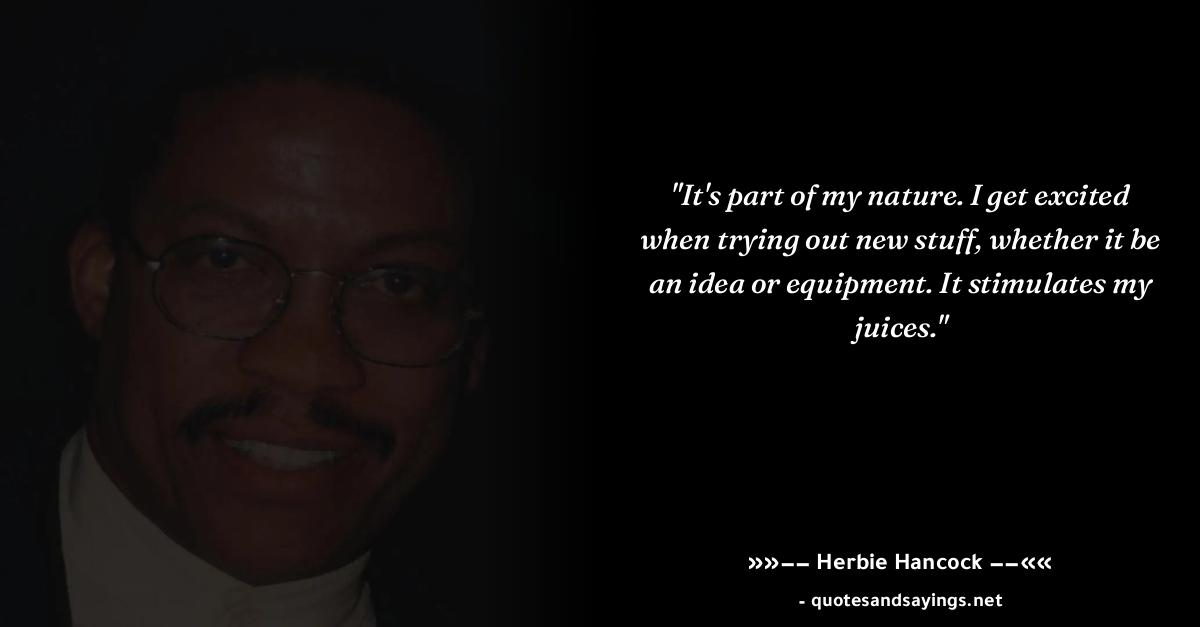 "It's part of my nature. I get excited
when trying out new stuff, whether it be
an idea or equipment. It stimulates my
juices."
»»−− Herbie Hancock −−««
- quotesandsayings.net